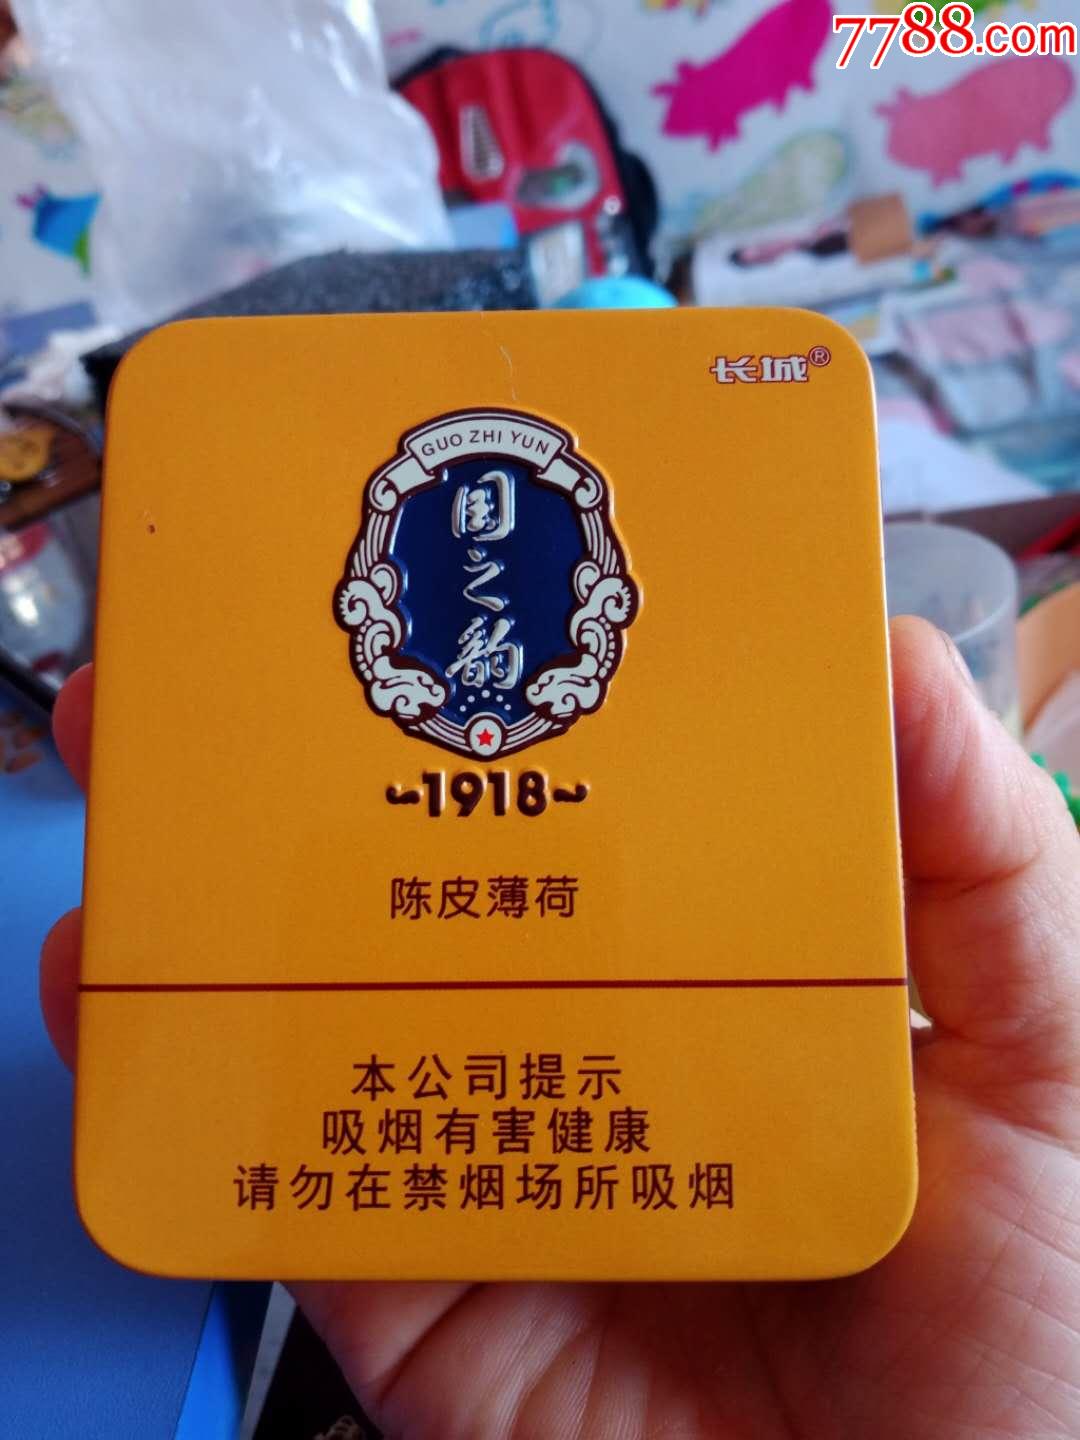 7788.com
长城®
GUO ZHI YUN
国之韵
1918
陈皮薄荷
本公司提示
吸烟有害健康
请勿在禁烟场所吸烟